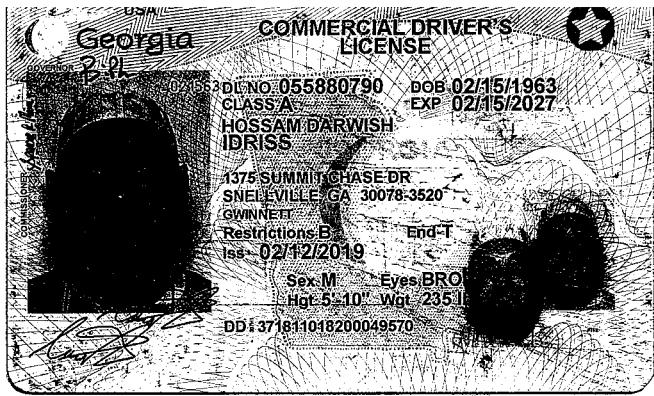 USA
Georgia
COMMERCIAL DRIVER'S
LICENSE
GOVERNOR
DL NO. 055880790 DOB 02/15/1963
CLASS A EXP 02/15/2027
HOSSAM DARWISH
IDRISS
COMMISSIONER
1375 SUMMIT CHASE DR
SNELLVILLE, GA 30078-3520
GWINNETT
Restrictions B End T
Iss 02/12/2019
Sex M Eyes BRO
Hgt 5'-10" Wgt 235
DD 371811018200049570